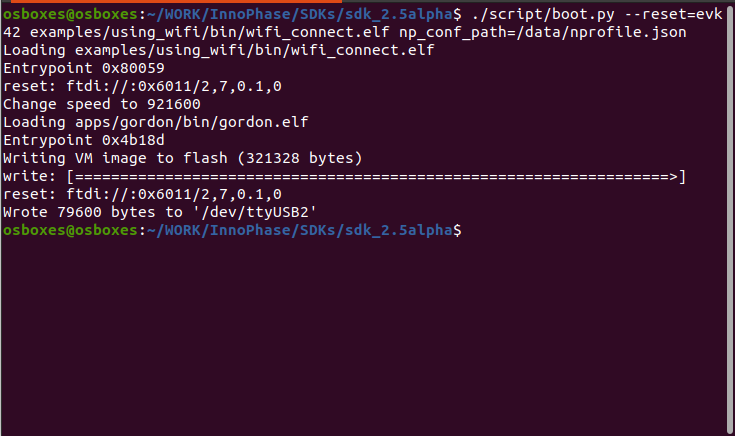 osboxes@osboxes:~/WORK/InnoPhase/SDKs/sdk_2.5alpha$ ./script/boot.py --reset=evk
42 examples/using_wifi/bin/wifi_connect.elf np_conf_path=/data/nprofile.json
Loading examples/using_wifi/bin/wifi_connect.elf
Entrypoint 0x80059
reset: ftdi://:0x6011/2,7,0.1,0
Change speed to 921600
Loading apps/gordon/bin/gordon.elf
Entrypoint 0x4b18d
Writing VM image to flash (321328 bytes)
write: [==================================================================>]
reset: ftdi://:0x6011/2,7,0.1,0
Wrote 79600 bytes to '/dev/ttyUSB2'
osboxes@osboxes:~/WORK/InnoPhase/SDKs/sdk_2.5alpha$